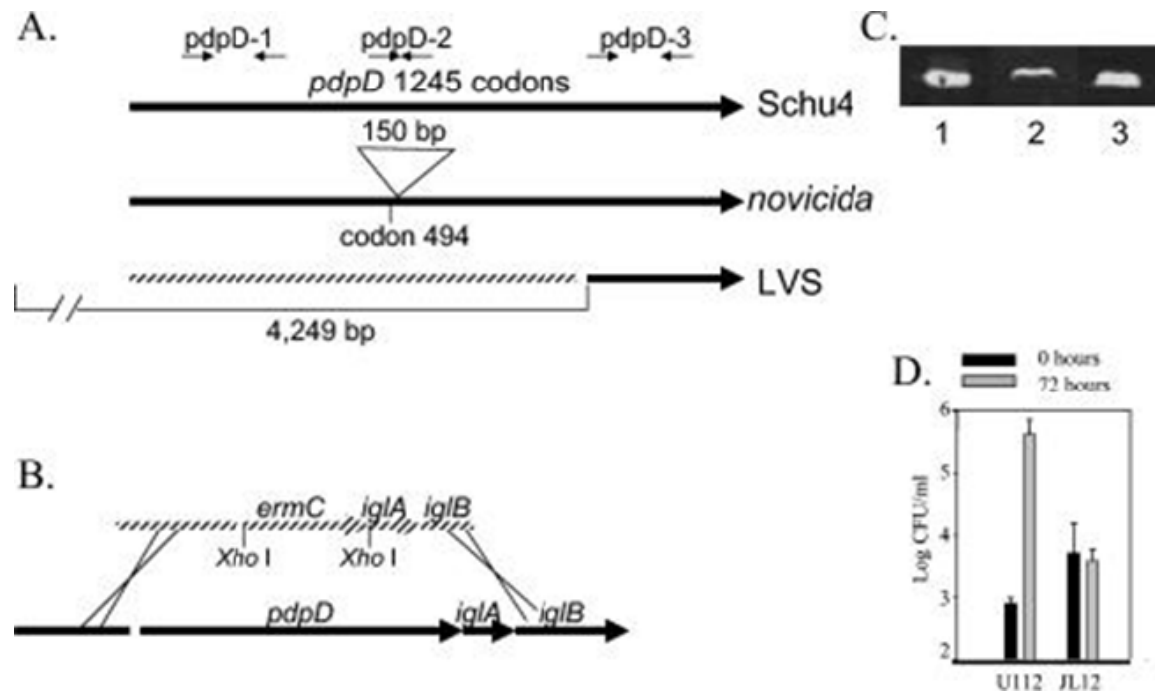 A.
pdpD-1 pdpD-2 pdpD-3
pdpD 1245 codons
Schu4
150 bp
novicida
codon 494
LVS
4,249 bp
B.
ermC iglA iglB
Xho I Xho I
pdpD iglA iglB
C.
1 2 3
D.
0 hours
72 hours
6
5
4
3
2
Log CFU/ml
U112 JL12